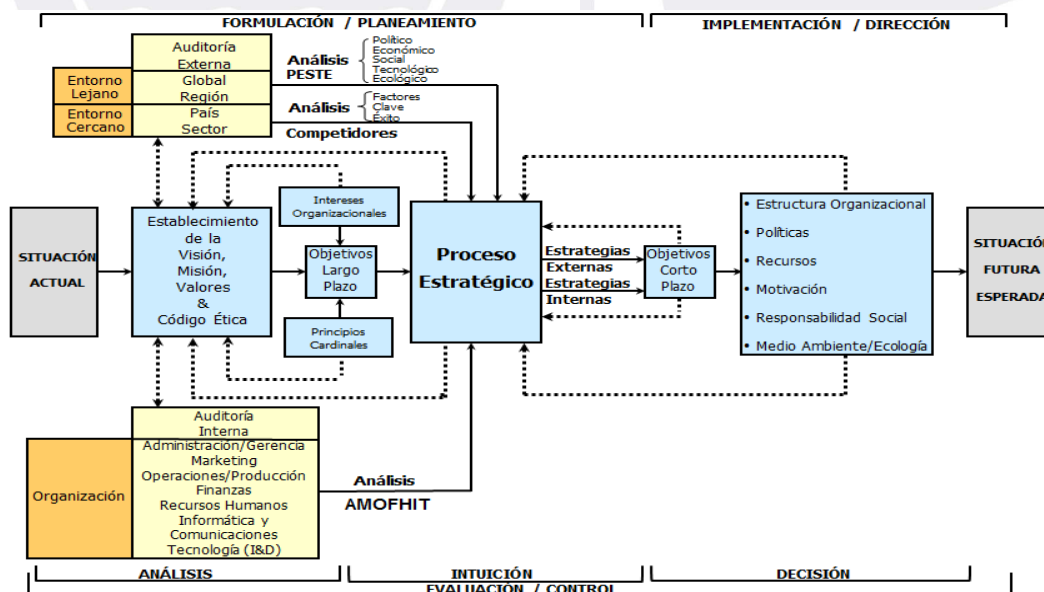 FORMULACIÓN / PLANEAMIENTO
IMPLEMENTACIÓN / DIRECCIÓN
Auditoría
Externa
Entorno
Lejano
Global
Región
Entorno
Cercano
País
Sector
Análisis
PESTE
Político
Económico
Social
Tecnológico
Ecológico
Análisis
Competidores
Factores
Clave
Éxito
SITUACIÓN
ACTUAL
Establecimiento
de la
Visión,
Misión,
Valores
&
Código Ética
Intereses
Organizacionales
Objetivos
Largo
Plazo
Principios
Cardinales
Proceso
Estratégico
Estrategias
Externas
Estrategias
Internas
Objetivos
Corto
Plazo
• Estructura Organizacional
• Políticas
• Recursos
• Motivación
• Responsabilidad Social
• Medio Ambiente/Ecología
SITUACIÓN
FUTURA
ESPERADA
Auditoría
Interna
Organización
Administración/Gerencia
Marketing
Operaciones/Producción
Finanzas
Recursos Humanos
Informática y
Comunicaciones
Tecnología (I&D)
Análisis
AMOFHIT
ANÁLISIS
INTUICIÓN
DECISIÓN
EVALUACIÓN / CONTROL